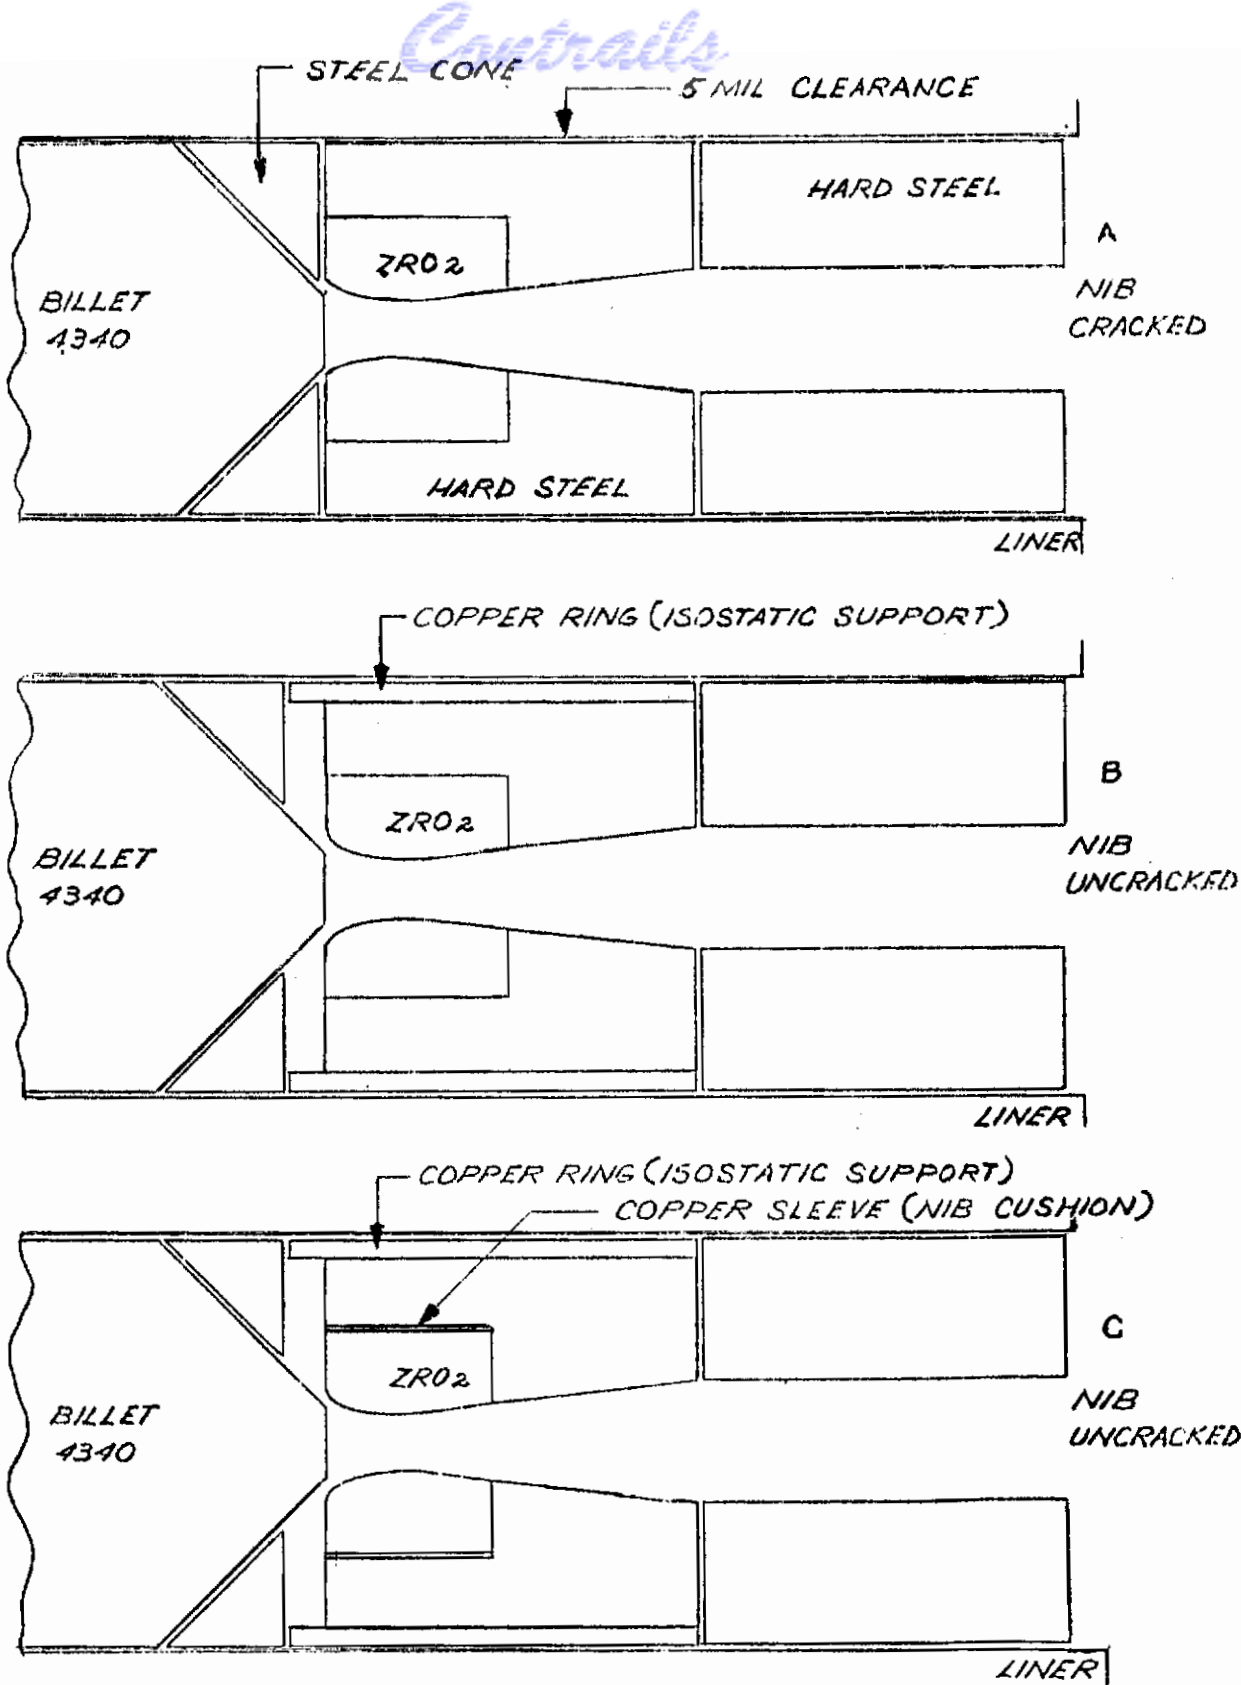 Contrails
STEEL CONE
5 MIL CLEARANCE
HARD STEEL
A
ZRO2
BILLET
4340
NIB
CRACKED
HARD STEEL
LINER
COPPER RING (ISOSTATIC SUPPORT)
B
ZRO2
BILLET
4340
NIB
UNCRACKED
LINER
COPPER RING (ISOSTATIC SUPPORT)
COPPER SLEEVE (NIB CUSHION)
C
ZRO2
BILLET
4340
NIB
UNCRACKED
LINER